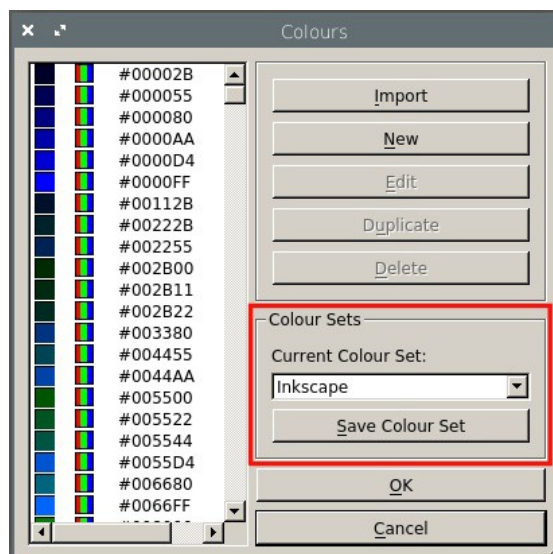 Colours
#00002B
#000055
#000080
#0000AA
#0000D4
#0000FF
#00112B
#00222B
#002255
#002B00
#002B11
#002B22
#003380
#004455
#0044AA
#005500
#005522
#005544
#0055D4
#006680
#0066FF
Import
New
Edit
Duplicate
Delete
Colour Sets
Current Colour Set:
Inkscape
Save Colour Set
OK
Cancel